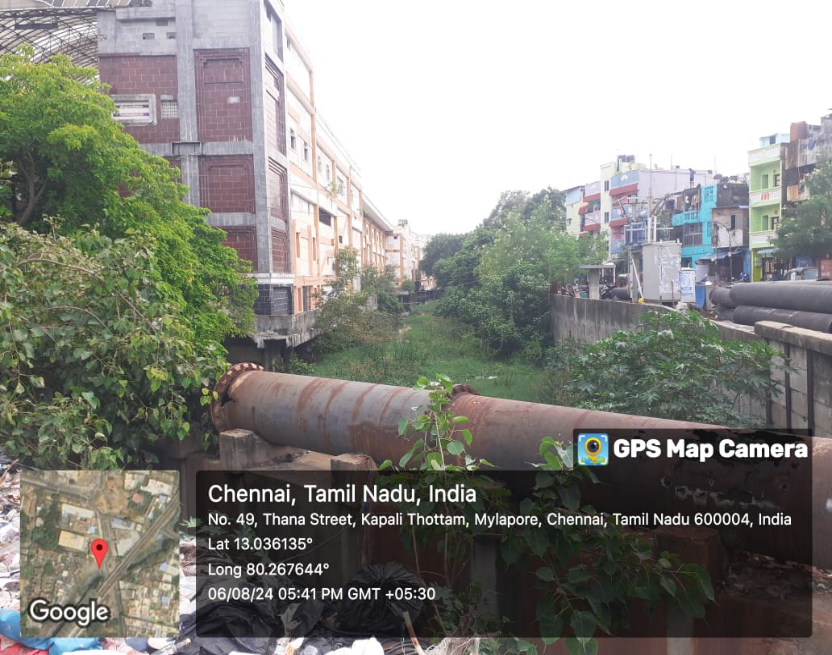 GPS Map Camera
Chennai, Tamil Nadu, India
No. 49, Thana Street, Kapali Thottam, Mylapore, Chennai, Tamil Nadu 600004, India
Lat 13.036135°
Long 80.267644°
06/08/24 05:41 PM GMT +05:30
Google